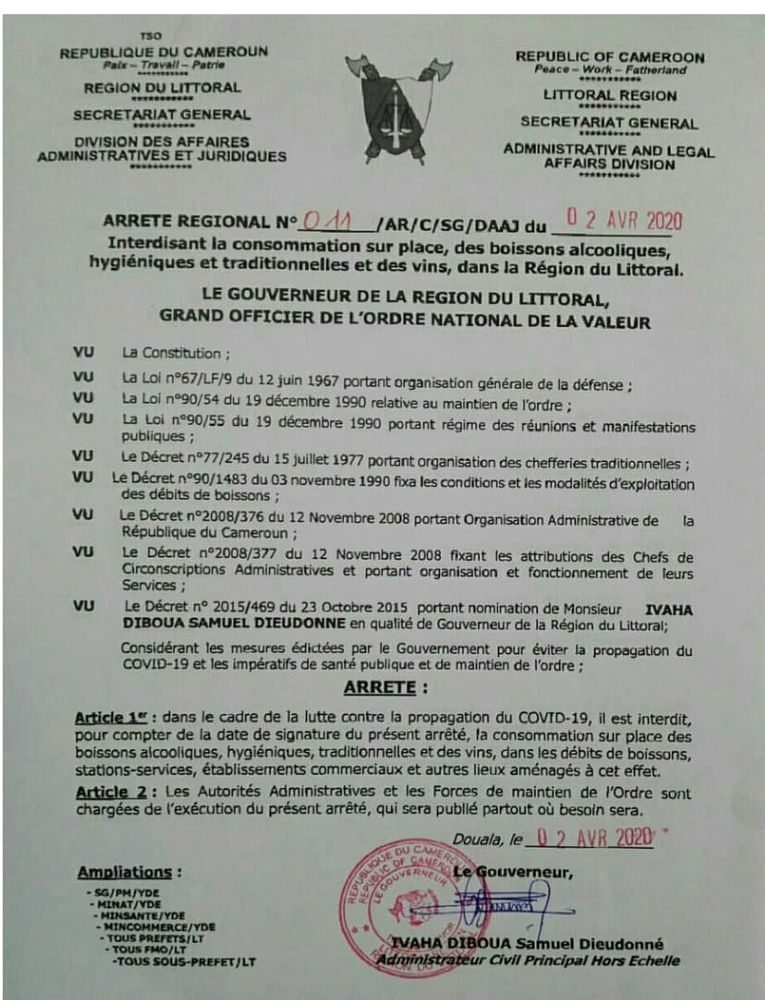 TSO
REPUBLIQUE DU CAMEROUN
Paix – Travail – Patrie
***********
REGION DU LITTORAL
***********
SECRETARIAT GENERAL
***********
DIVISION DES AFFAIRES
ADMINISTRATIVES ET JURIDIQUES
***********
REPUBLIC OF CAMEROON
Peace – Work – Fatherland
***********
LITTORAL REGION
***********
SECRETARIAT GENERAL
***********
ADMINISTRATIVE AND LEGAL
AFFAIRS DIVISION
***********
ARRETE REGIONAL N° 011 /AR/C/SG/DAAJ du 02 AVR 2020
Interdisant la consommation sur place, des boissons alcooliques,
hygiéniques et traditionnelles et des vins, dans la Région du Littoral.
LE GOUVERNEUR DE LA REGION DU LITTORAL,
GRAND OFFICIER DE L'ORDRE NATIONAL DE LA VALEUR
VU La Constitution ;
VU La Loi n°67/LF/9 du 12 juin 1967 portant organisation générale de la défense ;
VU La Loi n°90/54 du 19 décembre 1990 relative au maintien de l'ordre ;
VU La Loi n°90/55 du 19 décembre 1990 portant régime des réunions et manifestations
publiques ;
VU Le Décret n°77/245 du 15 juillet 1977 portant organisation des chefferies traditionnelles ;
VU Le Décret n°90/1483 du 03 novembre 1990 fixa les conditions et les modalités d'exploitation
des débits de boissons ;
VU Le Décret n°2008/376 du 12 Novembre 2008 portant Organisation Administrative de la
République du Cameroun ;
VU Le Décret n°2008/377 du 12 Novembre 2008 fixant les attributions des Chefs de
Circonscriptions Administratives et portant organisation et fonctionnement de leurs
Services ;
VU Le Décret n° 2015/469 du 23 Octobre 2015 portant nomination de Monsieur IVAHA
DIBOUA SAMUEL DIEUDONNE en qualité de Gouverneur de la Région du Littoral;
Considérant les mesures édictées par le Gouvernement pour éviter la propagation du
COVID-19 et les impératifs de santé publique et de maintien de l'ordre ;
ARRETE :
Article 1er : dans le cadre de la lutte contre la propagation du COVID-19, il est interdit,
pour compter de la date de signature du présent arrêté, la consommation sur place des
boissons alcooliques, hygiéniques, traditionnelles et des vins, dans les débits de boissons,
stations-services, établissements commerciaux et autres lieux aménagés à cet effet.
Article 2 : Les Autorités Administratives et les Forces de maintien de l'Ordre sont
chargées de l'exécution du présent arrêté, qui sera publié partout où besoin sera.
Douala, le 02 AVR 2020
Ampliations :
- SG/PM/YDE
- MINAT/YDE
- MINSANTE/YDE
- MINCOMMERCE/YDE
- TOUS PREFETS/LT
- TOUS FMO/LT
-TOUS SOUS-PREFET/LT
REPUBLIQUE DU CAMEROUN
REPUBLIC OF CAMEROON
LE GOUVERNEUR
Le Gouverneur,
IVAHA DIBOUA Samuel Dieudonné
Administrateur Civil Principal Hors Echelle